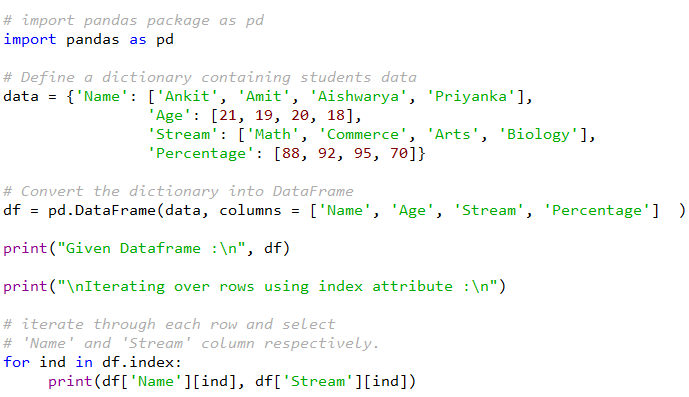 # import pandas package as pd
import pandas as pd
# Define a dictionary containing students data
data = {'Name': ['Ankit', 'Amit', 'Aishwarya', 'Priyanka'],
'Age': [21, 19, 20, 18],
'Stream': ['Math', 'Commerce', 'Arts', 'Biology'],
'Percentage': [88, 92, 95, 70]}
# Convert the dictionary into DataFrame
df = pd.DataFrame(data, columns = ['Name', 'Age', 'Stream', 'Percentage']  )
print("Given Dataframe :\n", df)
print("\nIterating over rows using index attribute :\n")
# iterate through each row and select
# 'Name' and 'Stream' column respectively.
for ind in df.index:
     print(df['Name'][ind], df['Stream'][ind])